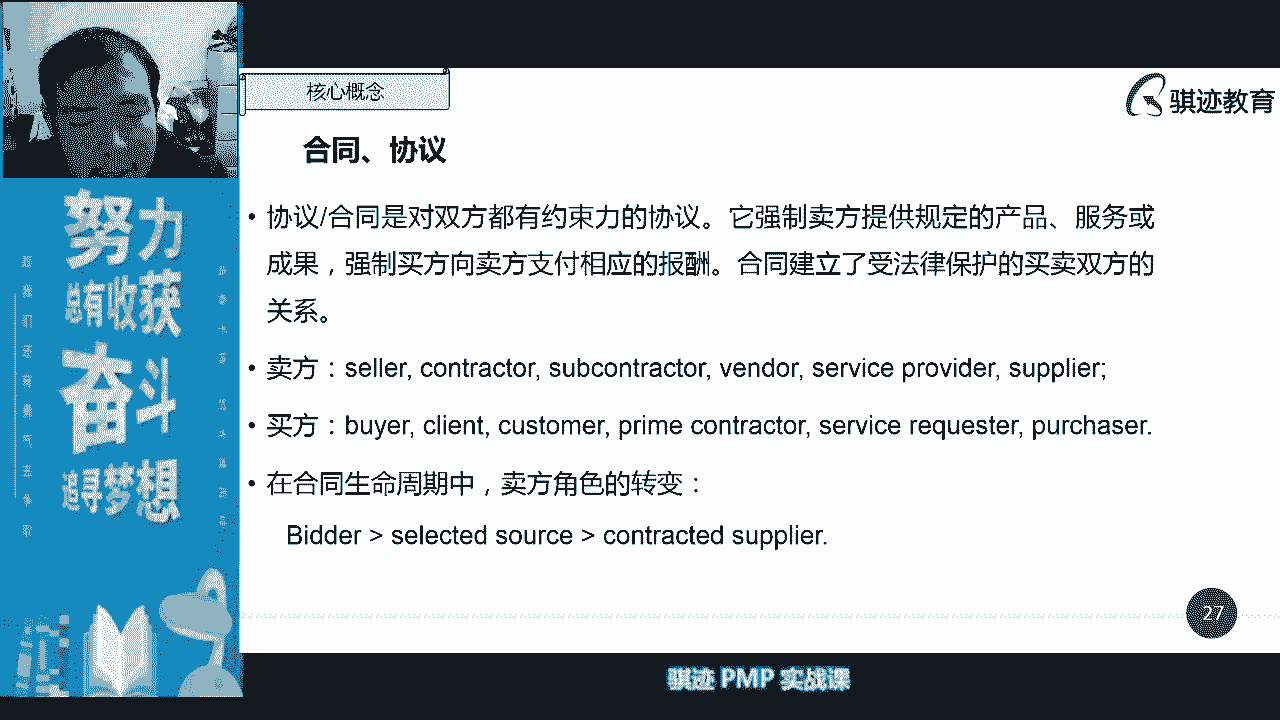 核心概念
骐迹教育
合同、协议
• 协议/合同是对双方都有约束力的协议。它强制卖方提供规定的产品、服务或
成果，强制买方向卖方支付相应的报酬。合同建立了受法律保护的买卖双方的
关系。
• 卖方：seller, contractor, subcontractor, vendor, service provider, supplier;
• 买方：buyer, client, customer, prime contractor, service requester, purchaser.
• 在合同生命周期中，卖方角色的转变：
Bidder > selected source > contracted supplier.
27
努力
总有收获
奋斗
追寻梦想
骐迹 PMP 实战课